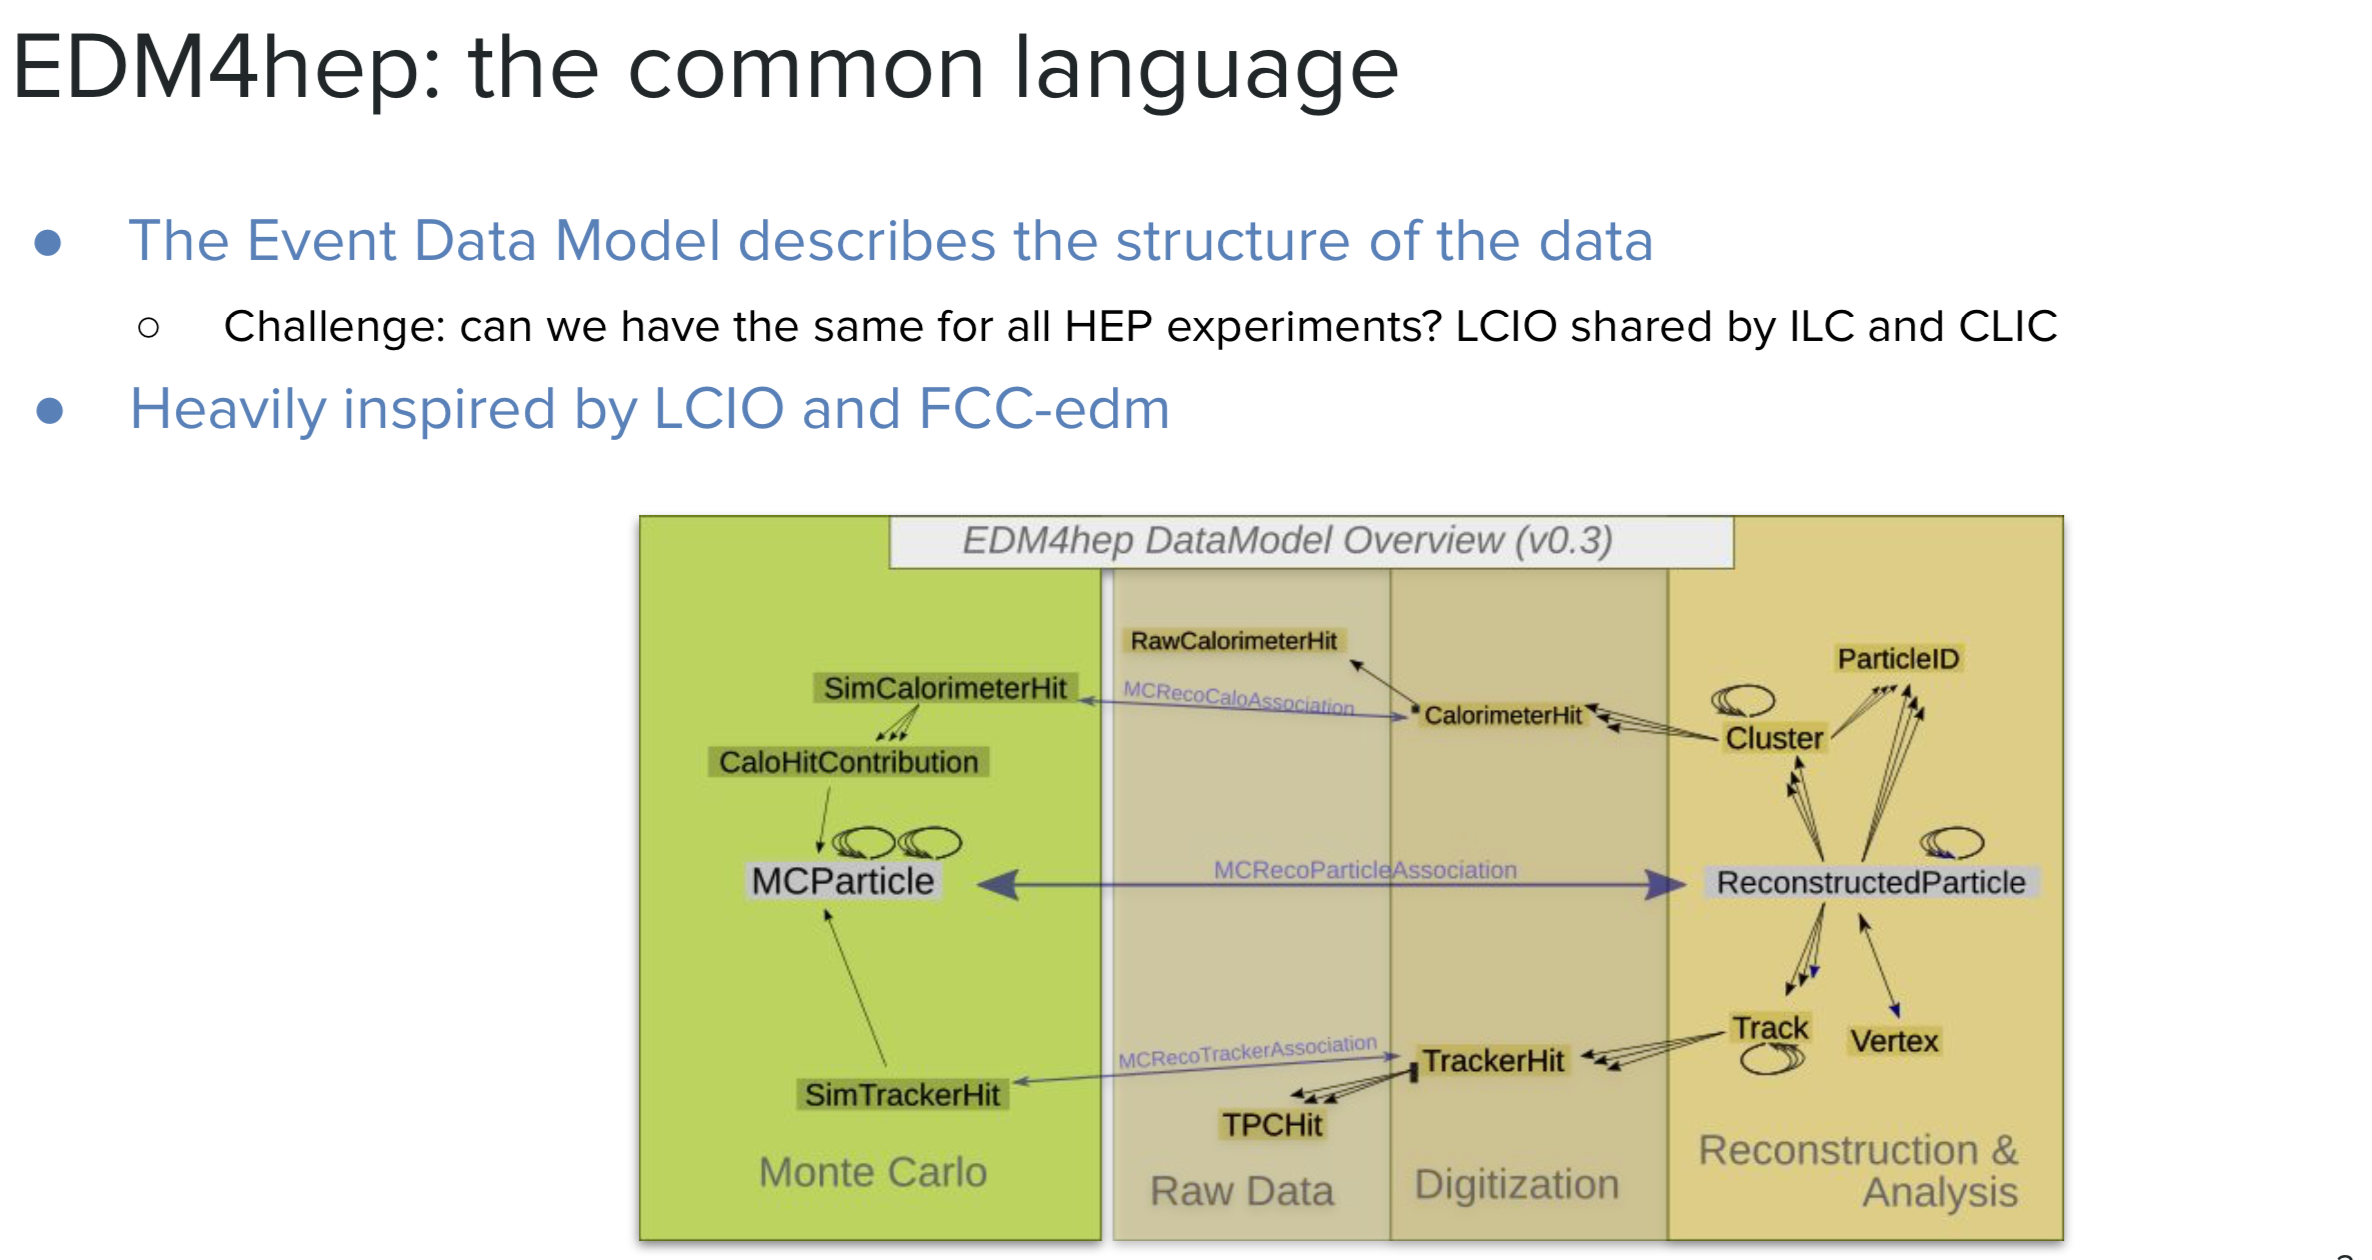 EDM4hep: the common language
● The Event Data Model describes the structure of the data
○ Challenge: can we have the same for all HEP experiments? LCIO shared by ILC and CLIC
● Heavily inspired by LCIO and FCC-edm
EDM4hep DataModel Overview (v0.3)
SimCalorimeterHit
CaloHitContribution
MCParticle
SimTrackerHit
Monte Carlo
RawCalorimeterHit
MCRecoCaloAssociation
MCRecoParticleAssociation
MCRecoTrackerAssociation
TPCHit
Raw Data
CalorimeterHit
TrackerHit
Digitization
ParticleID
Cluster
ReconstructedParticle
Track
Vertex
Reconstruction &
Analysis